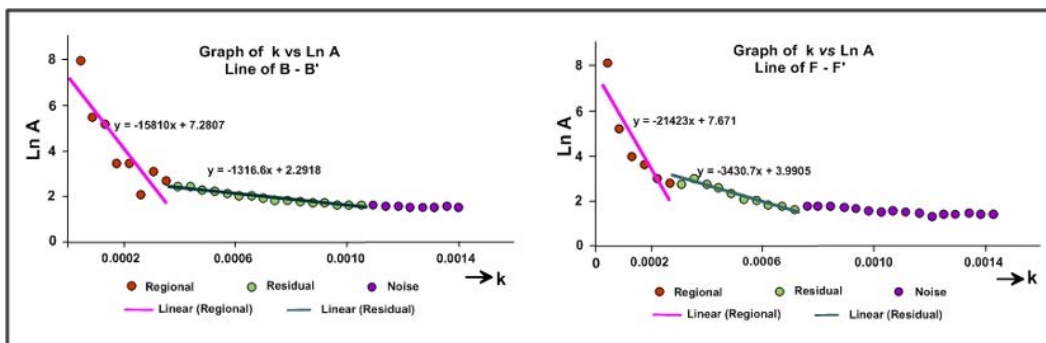 Graph of k vs Ln A
Line of B - B'
8
6
4
2
0
Ln A
y = -15810x + 7.2807
y = -1316.6x + 2.2918
0.0002
0.0006
0.0010
0.0014
k
Regional
Residual
Noise
Linear (Regional)
Linear (Residual)
Graph of k vs Ln A
Line of F - F'
8
6
4
2
0
Ln A
y = -21423x + 7.671
y = -3430.7x + 3.9905
0
0.0002
0.0006
0.0010
0.0014
k
Regional
Residual
Noise
Linear (Regional)
Linear (Residual)